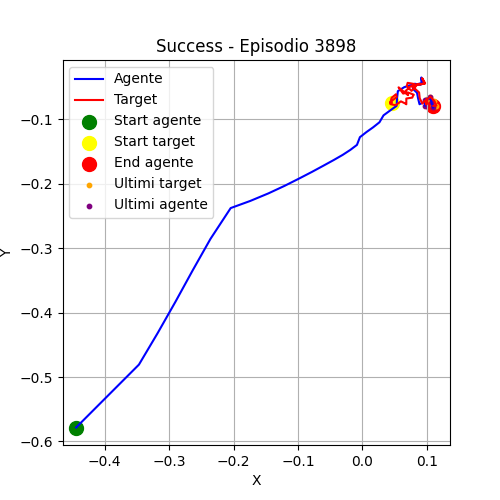 Success - Episodio 3898
Agente
Target
Start agente
Start target
End agente
Ultimi target
Ultimi agente
Y
−0.1
−0.2
−0.3
−0.4
−0.5
−0.6
−0.4
−0.3
−0.2
−0.1
0.0
0.1
X